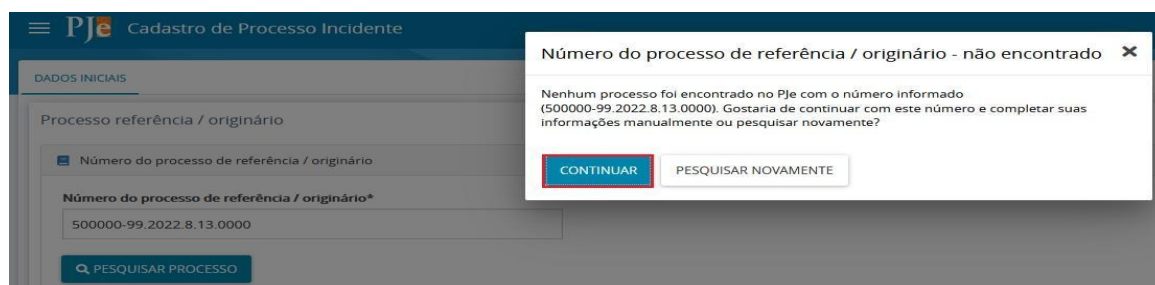 PJe Cadastro de Processo Incidente
DADOS INICIAIS
Processo referência / originário
Número do processo de referência / originário
Número do processo de referência / originário*
500000-99.2022.8.13.0000
PESQUISAR PROCESSO
Número do processo de referência / originário - não encontrado
Nenhum processo foi encontrado no PJe com o número informado
(500000-99.2022.8.13.0000). Gostaria de continuar com este número e completar suas
informações manualmente ou pesquisar novamente?
CONTINUAR PESQUISAR NOVAMENTE